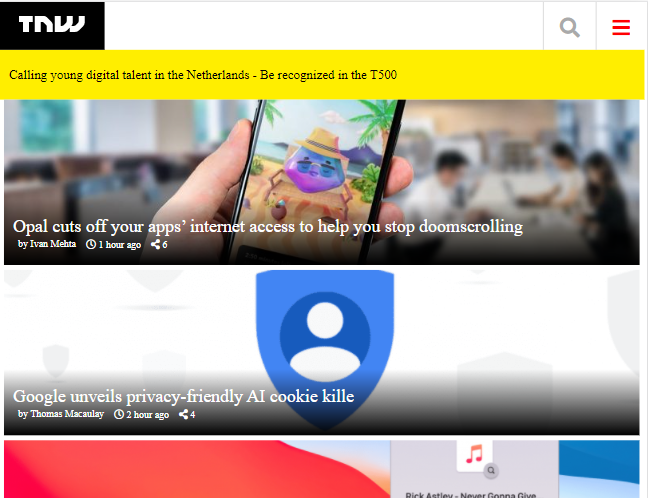 TNW
Calling young digital talent in the Netherlands - Be recognized in the T500
Opal cuts off your apps' internet access to help you stop doomscrolling
by Ivan Mehta 1 hour ago 6
Google unveils privacy-friendly AI cookie kille
by Thomas Macaulay 2 hour ago 4
Rick Astley - Never Gonna Give